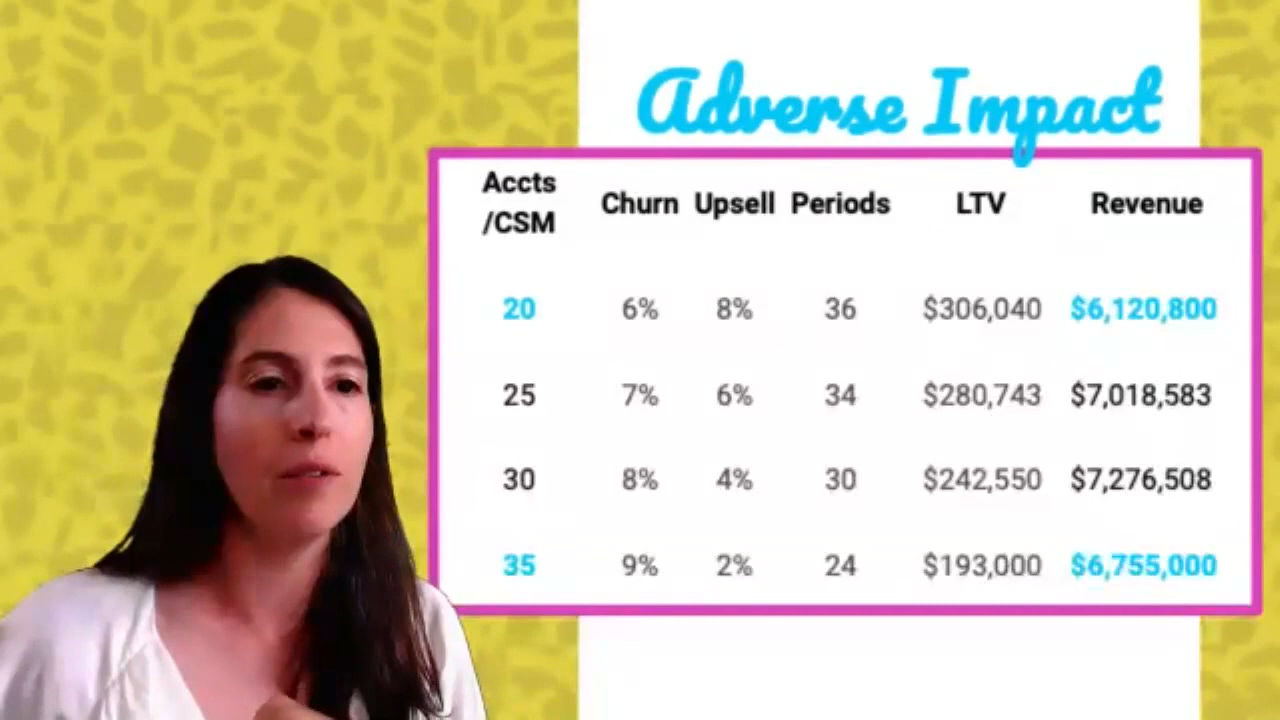 Adverse Impact
Accts
/CSM Churn Upsell Periods LTV Revenue
20 6% 8% 36 $306,040 $6,120,800
25 7% 6% 34 $280,743 $7,018,583
30 8% 4% 30 $242,550 $7,276,508
35 9% 2% 24 $193,000 $6,755,000